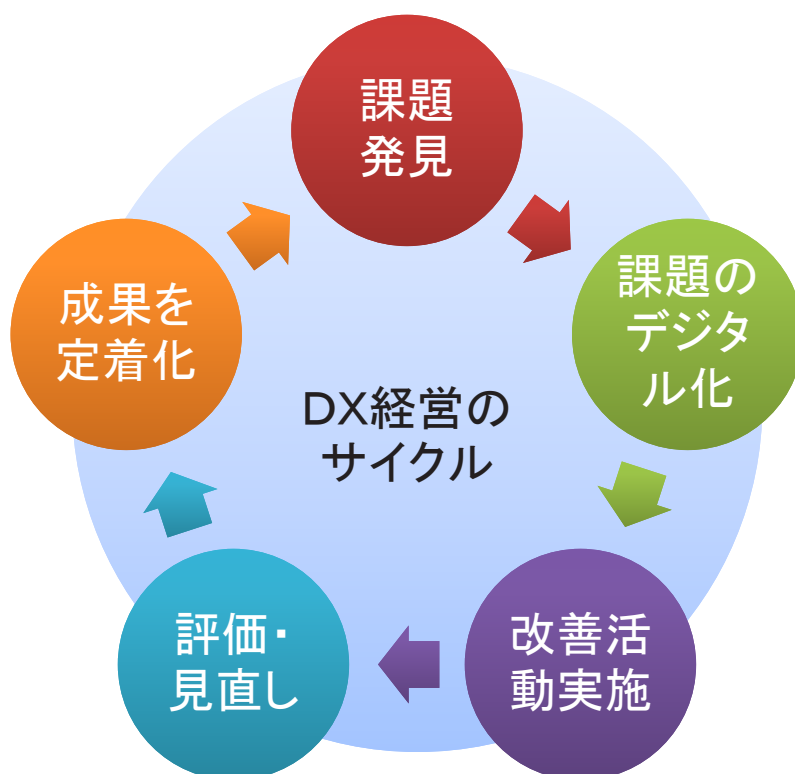 課題
発見
課題の
デジタ
ル化
改善活
動実施
評価・
見直し
成果を
定着化
DX経営の
サイクル